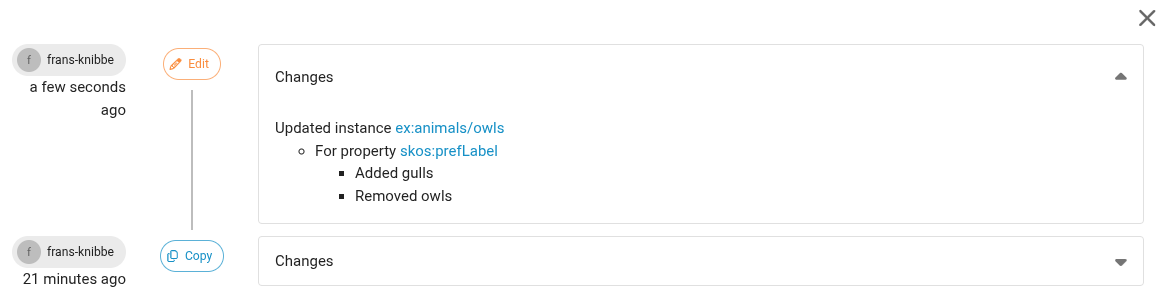 f frans-knibbe
a few seconds
ago
Edit
Changes
Updated instance ex:animals/owls
For property skos:prefLabel
Added gulls
Removed owls
f frans-knibbe
21 minutes ago
Copy
Changes